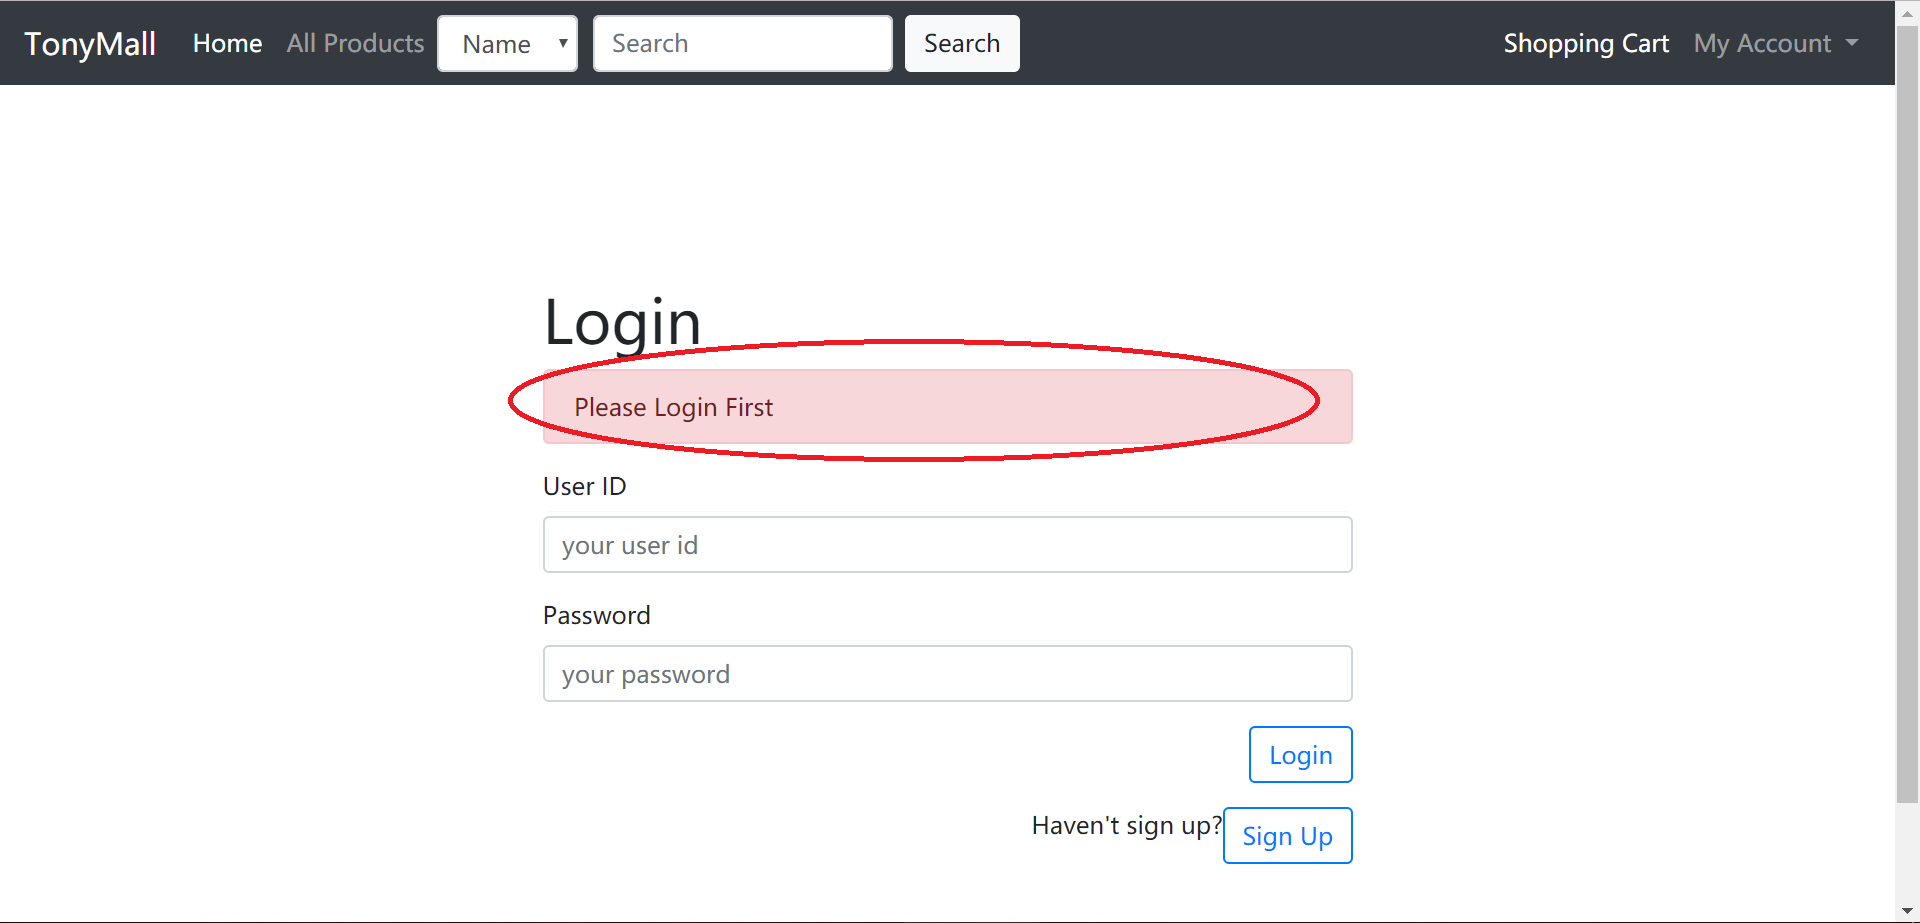 TonyMall Home All Products Name Search Search Shopping Cart My Account
Login
Please Login First
User ID
your user id
Password
your password
Login
Haven't sign up? Sign Up